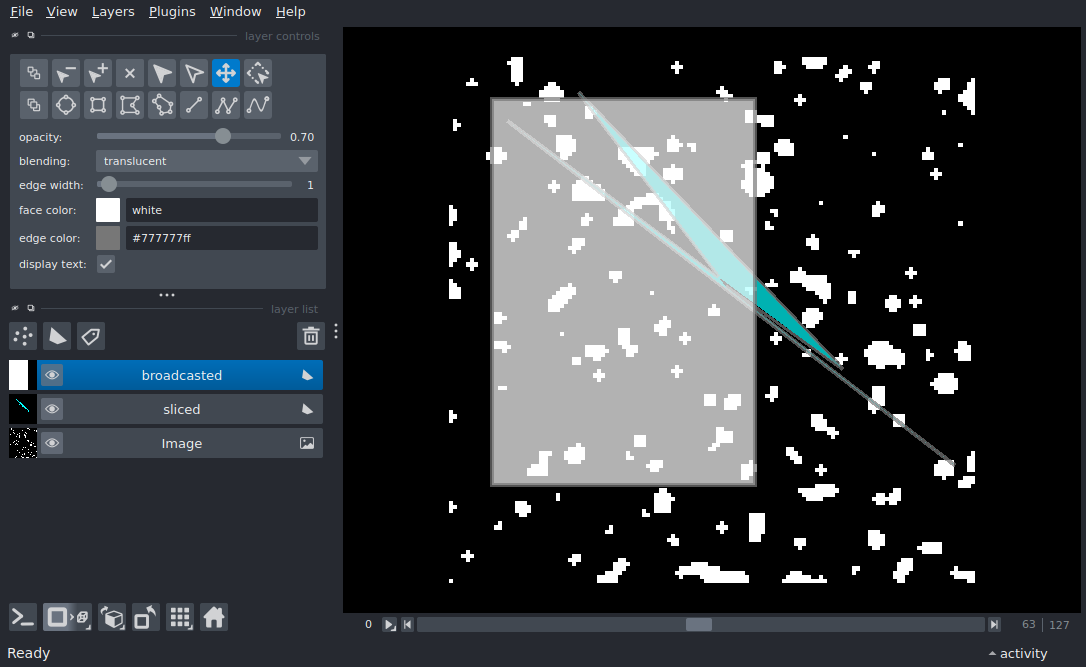 File View Layers Plugins Window Help
layer controls
opacity: 0.70
blending: translucent
edge width: 1
face color: white
edge color: #777777ff
display text:
layer list
broadcasted
sliced
Image
0 63 127
Ready activity